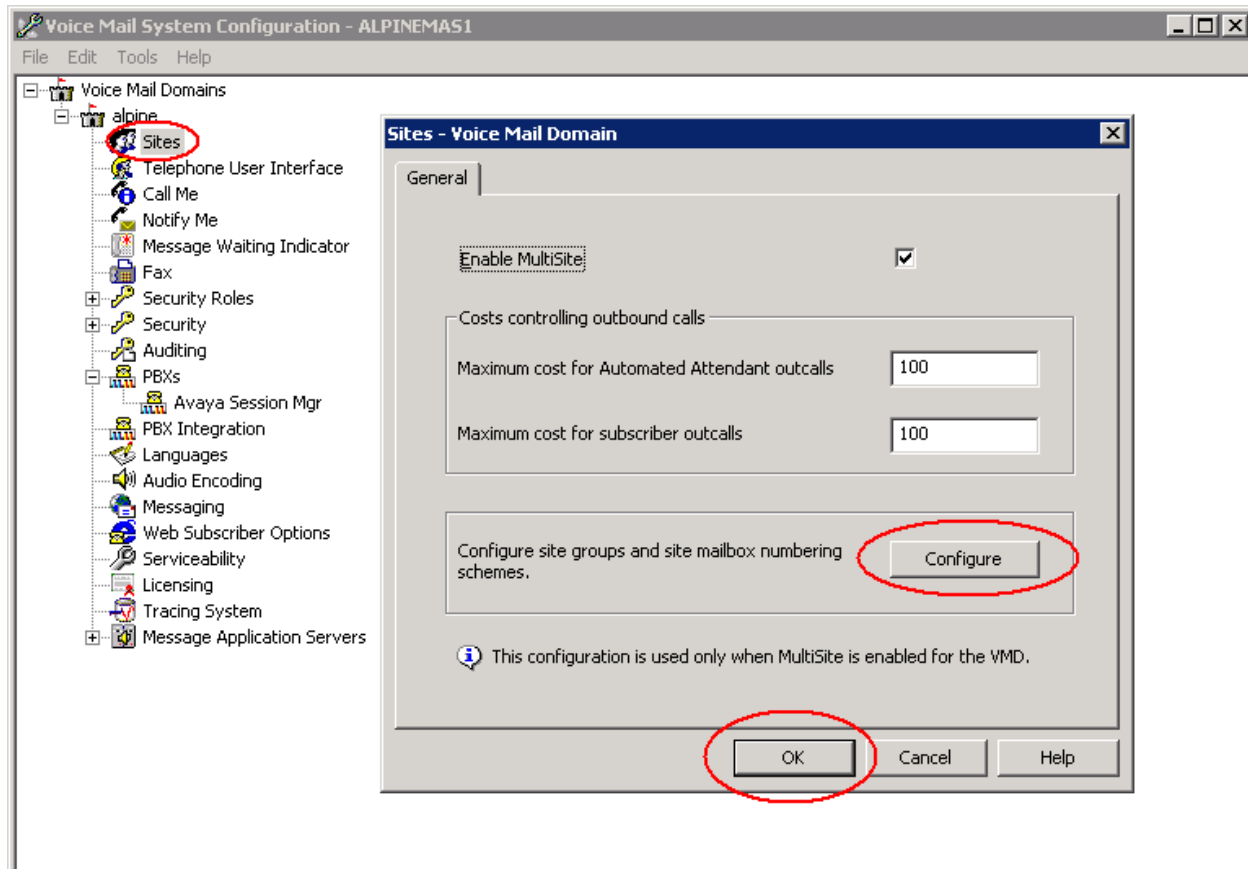 Voice Mail System Configuration - ALPINEMAS1
File Edit Tools Help
Voice Mail Domains
alpine
Sites
Telephone User Interface
Call Me
Notify Me
Message Waiting Indicator
Fax
Security Roles
Security
Auditing
PBXs
Avaya Session Mgr
PBX Integration
Languages
Audio Encoding
Messaging
Web Subscriber Options
Serviceability
Licensing
Tracing System
Message Application Servers
Sites - Voice Mail Domain
General
Enable MultiSite
Costs controlling outbound calls
Maximum cost for Automated Attendant outcalls 100
Maximum cost for subscriber outcalls 100
Configure site groups and site mailbox numbering
schemes.
Configure
This configuration is used only when MultiSite is enabled for the VMD.
OK Cancel Help